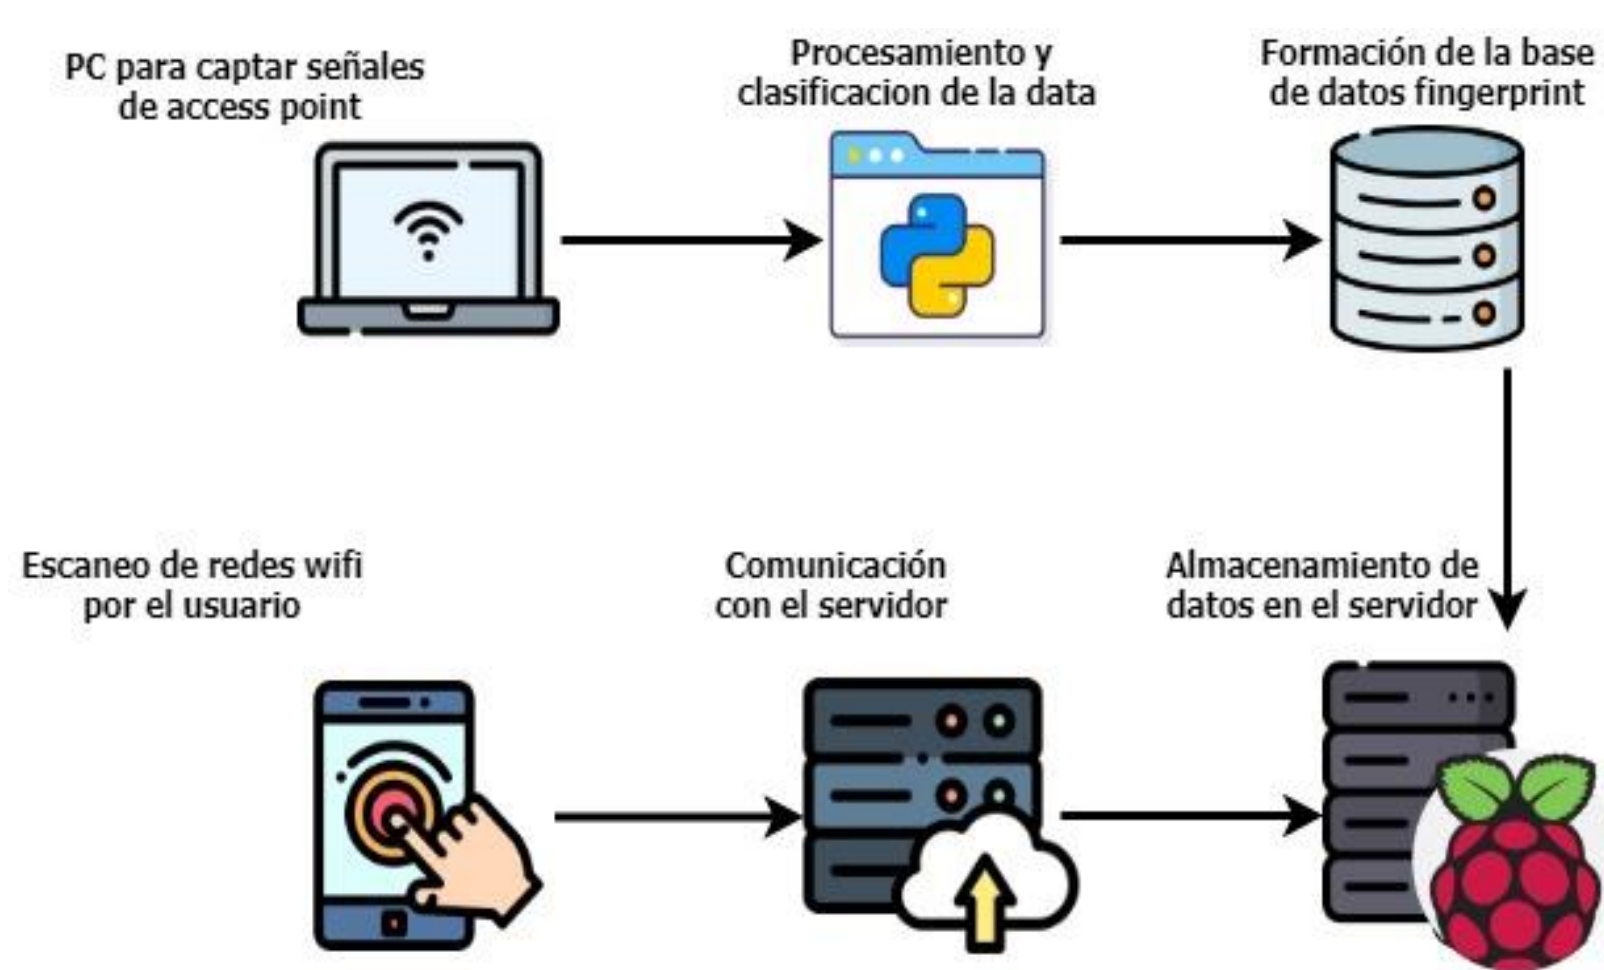 PC para captar señales
de access point
Procesamiento y
clasificacion de la data
Formación de la base
de datos fingerprint
Escaneo de redes wifi
por el usuario
Comunicación
con el servidor
Almacenamiento de
datos en el servidor